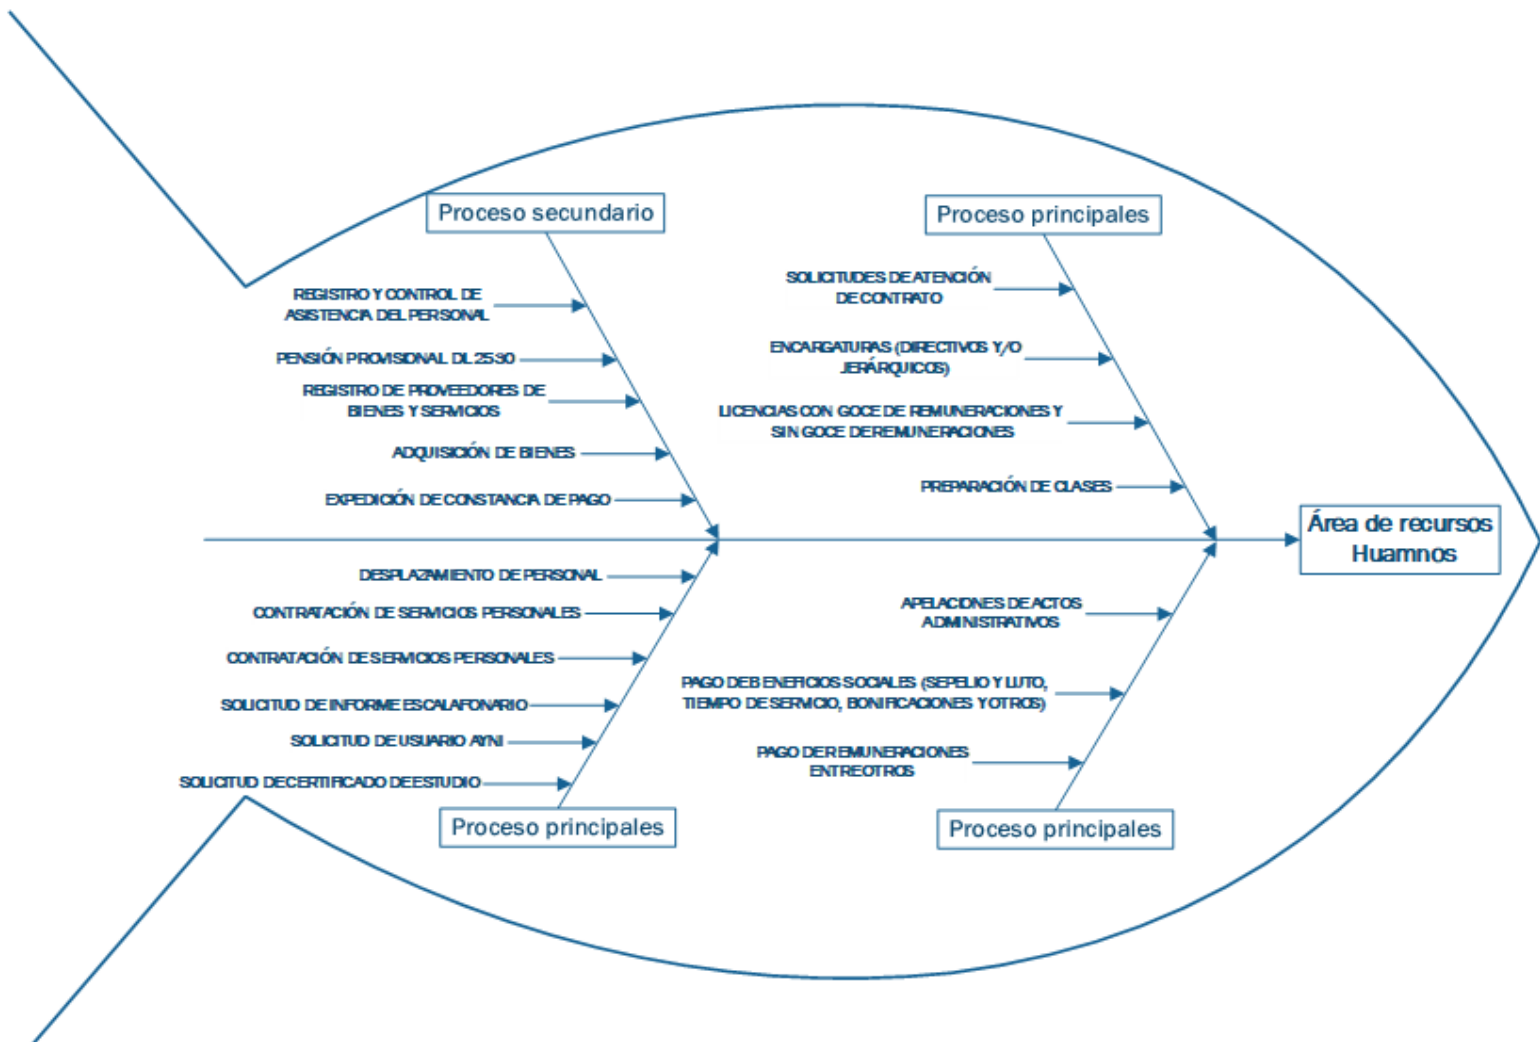 Proceso secundario
REGISTRO Y CONTROL DE
ASISTENCIA DEL PERSONAL
PENSIÓN PROVISIONAL DL 2530
REGISTRO DE PROVEEDORES DE
BIENES Y SERVICIOS
ADQUISICIÓN DE BIENES
EXPEDICIÓN DE CONSTANCIA DE PAGO
Proceso principales
SOLICITUDES DE ATENCIÓN
DE CONTRATO
ENCARGATURAS (DIRECTIVOS Y/O
JERÁRQUICOS)
LICENCIAS CON GOCE DE REMUNERACIONES Y
SIN GOCE DE REMUNERACIONES
PREPARACIÓN DE CLASES
Área de recursos
Huamnos
DESPLAZAMIENTO DE PERSONAL
CONTRATACIÓN DE SERVICIOS PERSONALES
CONTRATACIÓN DE SERVICIOS PERSONALES
SOLICITUD DE INFORME ESCALAFONARIO
SOLICITUD DE USUARIO AYNI
SOLICITUD DE CERTIFICADO DE ESTUDIO
Proceso principales
APELACIONES DE ACTOS
ADMINISTRATIVOS
PAGO DE BENEFICIOS SOCIALES (SEPELIO Y LUTO,
TIEMPO DE SERVICIO, BONIFICACIONES Y OTROS)
PAGO DE REMUNERACIONES
ENTRE OTROS
Proceso principales